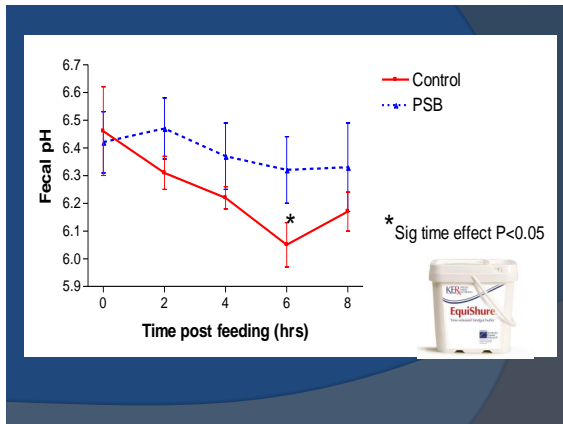 6.7
6.6
6.5
6.4
6.3
6.2
6.1
6.0
5.9
Fecal pH
*
0 2 4 6 8
Time post feeding (hrs)
Control
PSB
*Sig time effect P<0.05
KER
EquiShure